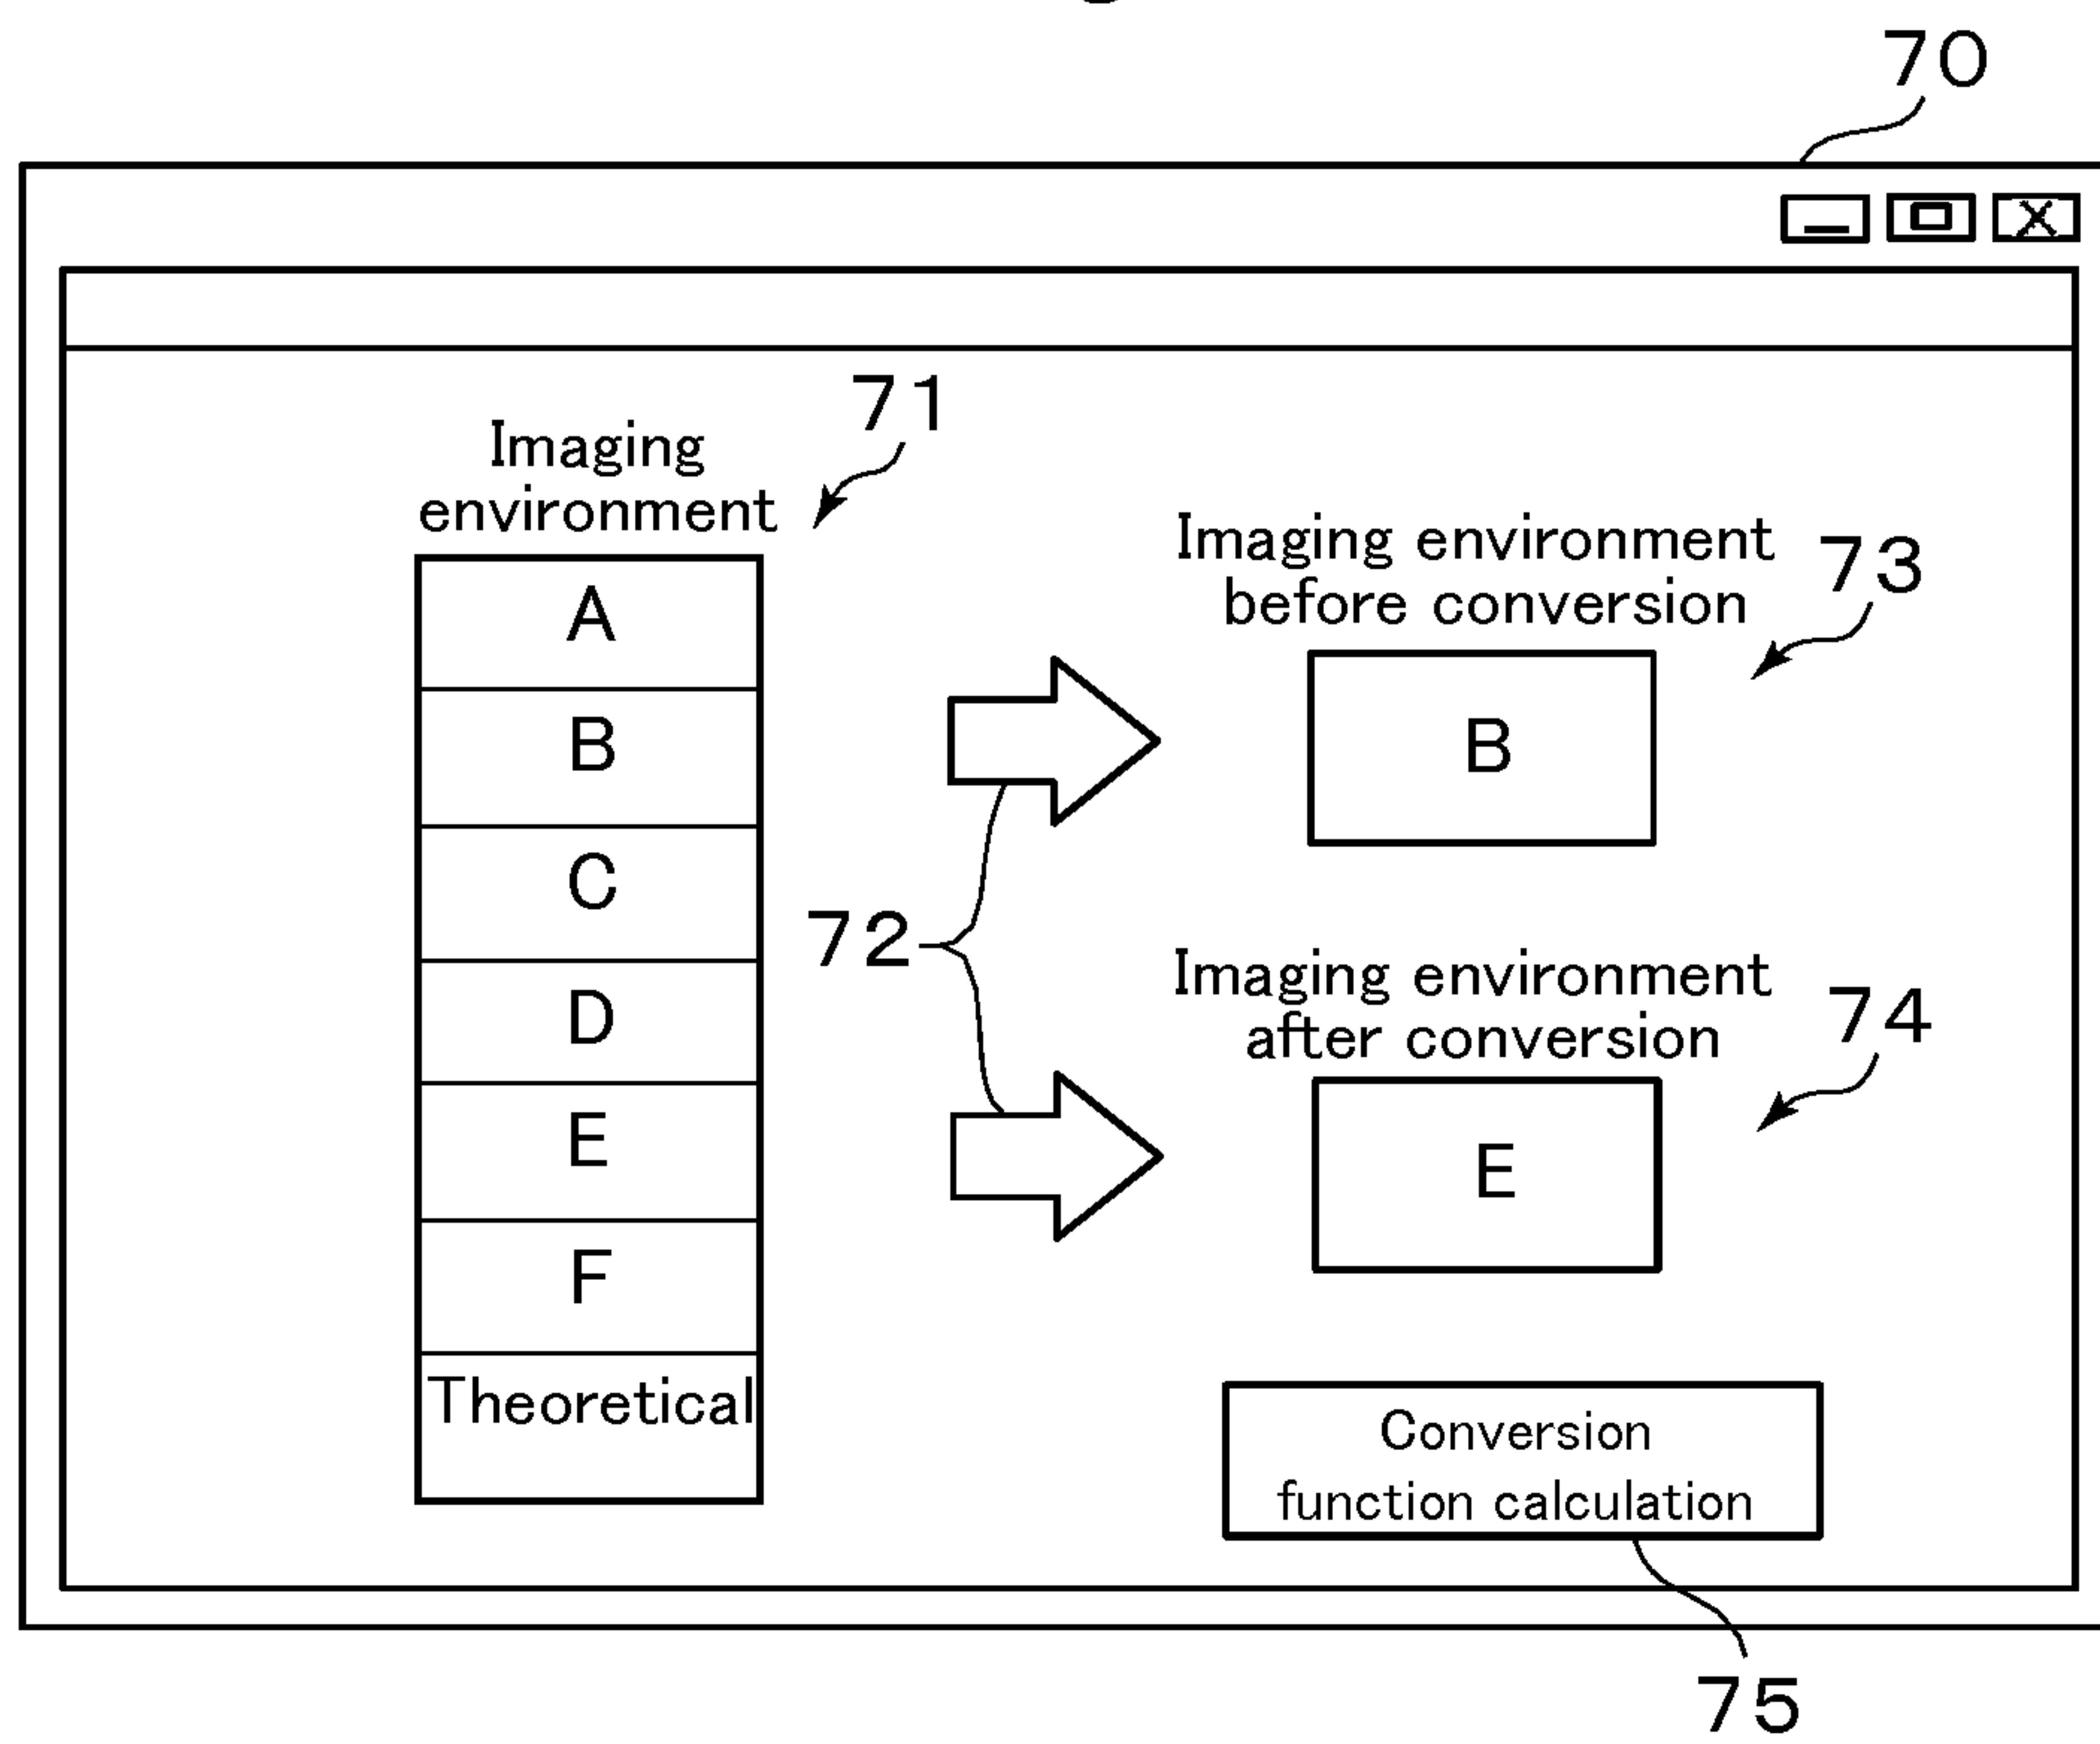 70
71
Imaging
environment
A
B
C
D
E
F
Theoretical
72
Imaging environment
before conversion
73
B
Imaging environment
after conversion
74
E
Conversion
function calculation
75